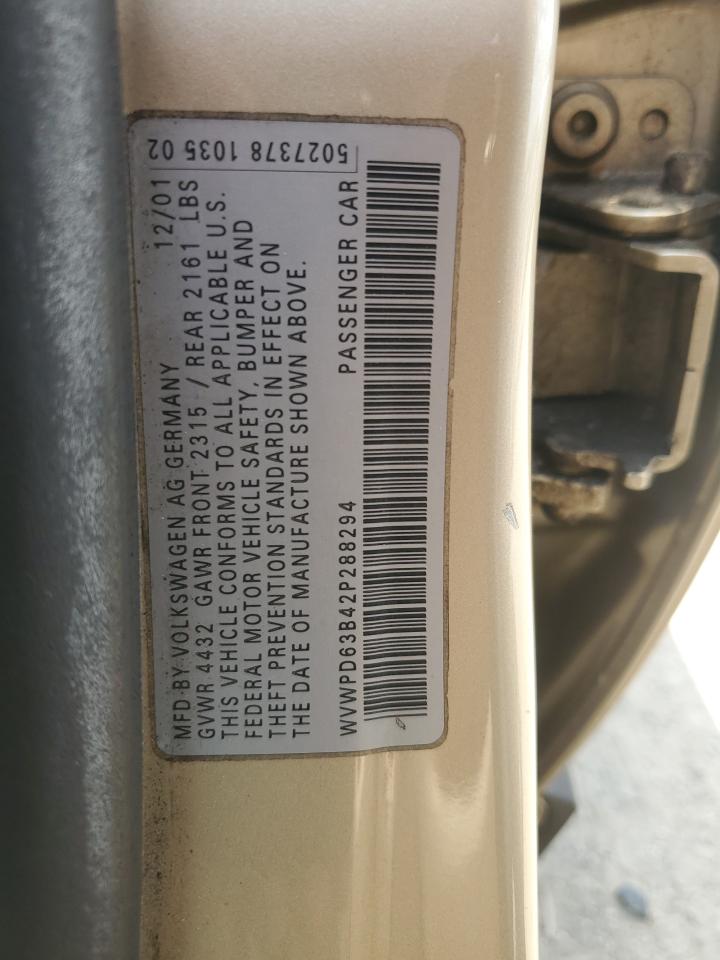 MFD BY VOLKSWAGEN AG GERMANY 12/01
GVWR 4432 GAWR FRONT 2315 / REAR 2161 LBS
THIS VEHICLE CONFORMS TO ALL APPLICABLE U.S.
FEDERAL MOTOR VEHICLE SAFETY, BUMPER AND
THEFT PREVENTION STANDARDS IN EFFECT ON
THE DATE OF MANUFACTURE SHOWN ABOVE.
WVWPD63B42P288294 PASSENGER CAR
5027378 1035 02